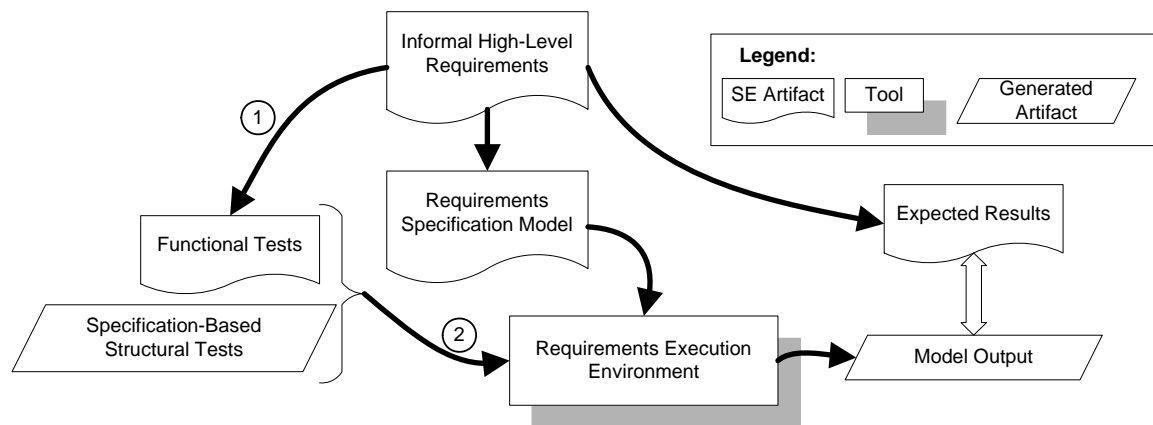 Informal High-Level
Requirements
Legend:
SE Artifact
Tool
Generated
Artifact
1
Requirements
Specification Model
Expected Results
Functional Tests
Specification-Based
Structural Tests
2
Requirements Execution
Environment
Model Output